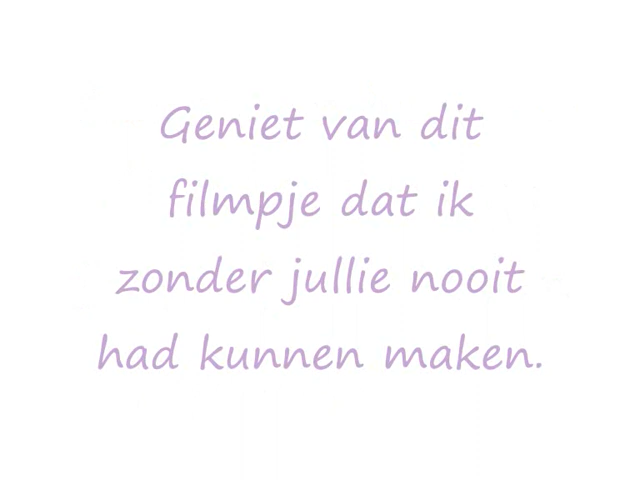 Geniet van dit
filmpje dat ik
zonder jullie nooit
had kunnen maken.